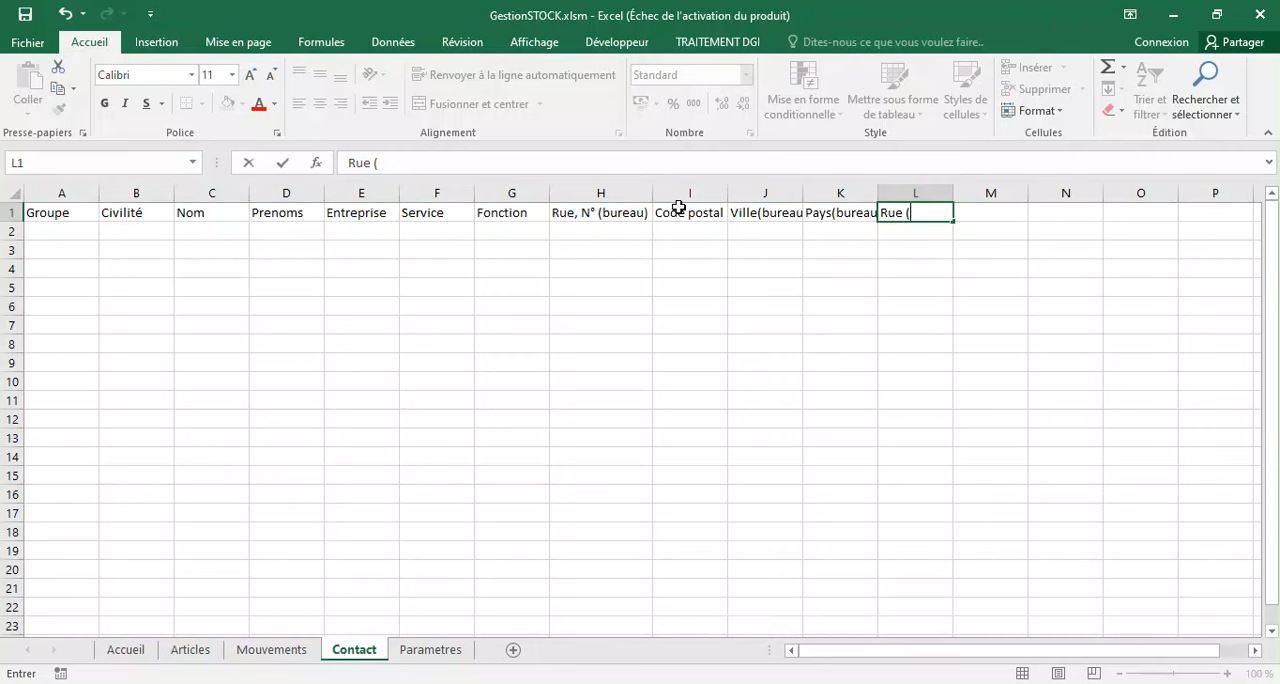 GestionSTOCK.xlsm - Excel (Échec de l'activation du produit)
Fichier Accueil Insertion Mise en page Formules Données Révision Affichage Développeur TRAITEMENT DGI Dites-nous ce que vous voulez faire.. Connexion Partager
Coller
Calibri 11
Renvoyer à la ligne automatiquement
Standard
Mise en forme conditionnelle
Mettre sous forme de tableau
Styles de cellules
Insérer
Supprimer
Format
Trier et filtrer
Rechercher et sélectionner
G I S A
Fusionner et centrer
% 000
Presse-papiers Police Alignement Nombre Style Cellules Édition
L1 fx Rue (
A B C D E F G H I J K L M N O P
1 Groupe Civilité Nom Prenoms Entreprise Service Fonction Rue, N° (bureau) Code postal Ville(bureau Pays(bureau Rue (
2
3
4
5
6
7
8
9
10
11
12
13
14
15
16
17
18
19
20
21
22
23
Accueil Articles Mouvements Contact Parametres
Entrer 100 %